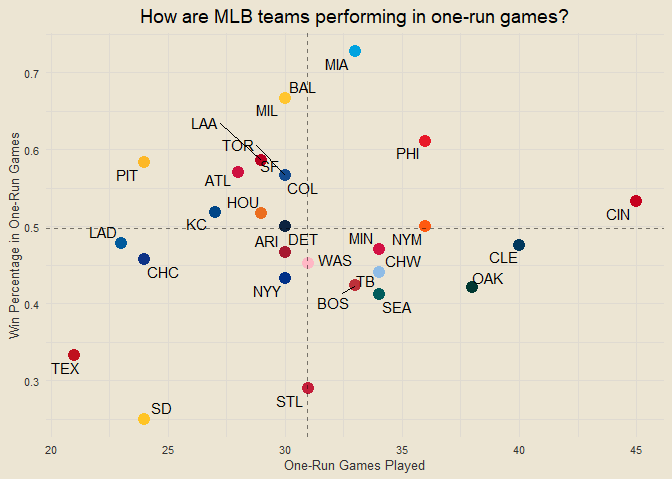 How are MLB teams performing in one-run games?
Win Percentage in One-Run Games
0.7
0.6
0.5
0.4
0.3
MIA
BAL
MIL
LAA
TOR
PHI
SF
PIT
ATL
COL
HOU
CIN
KC
LAD
ARI
DET
MIN
NYM
CHC
WAS
CHW
CLE
NYY
TB
OAK
BOS
SEA
TEX
STL
SD
20
25
30
35
40
45
One-Run Games Played